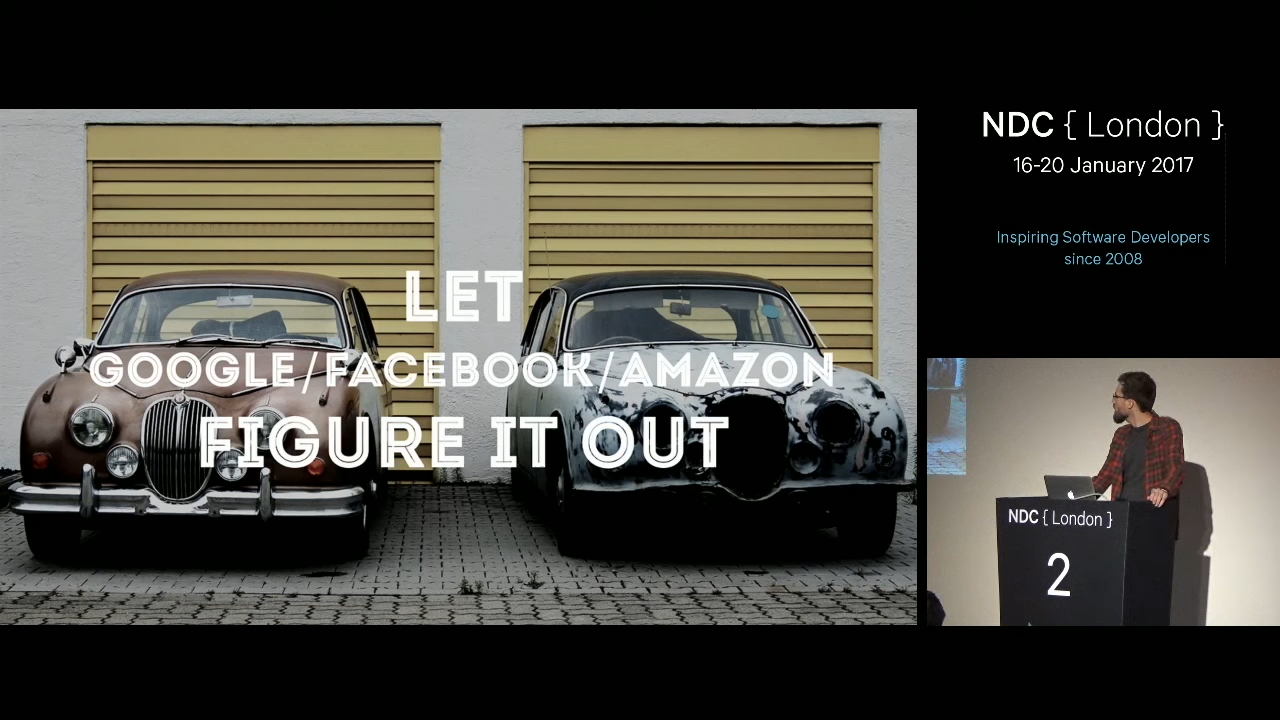 LET
GOOGLE/FACEBOOK/AMAZON
FIGURE IT OUT
NDC { London }
16-20 January 2017
Inspiring Software Developers
since 2008
NDC { London }
2